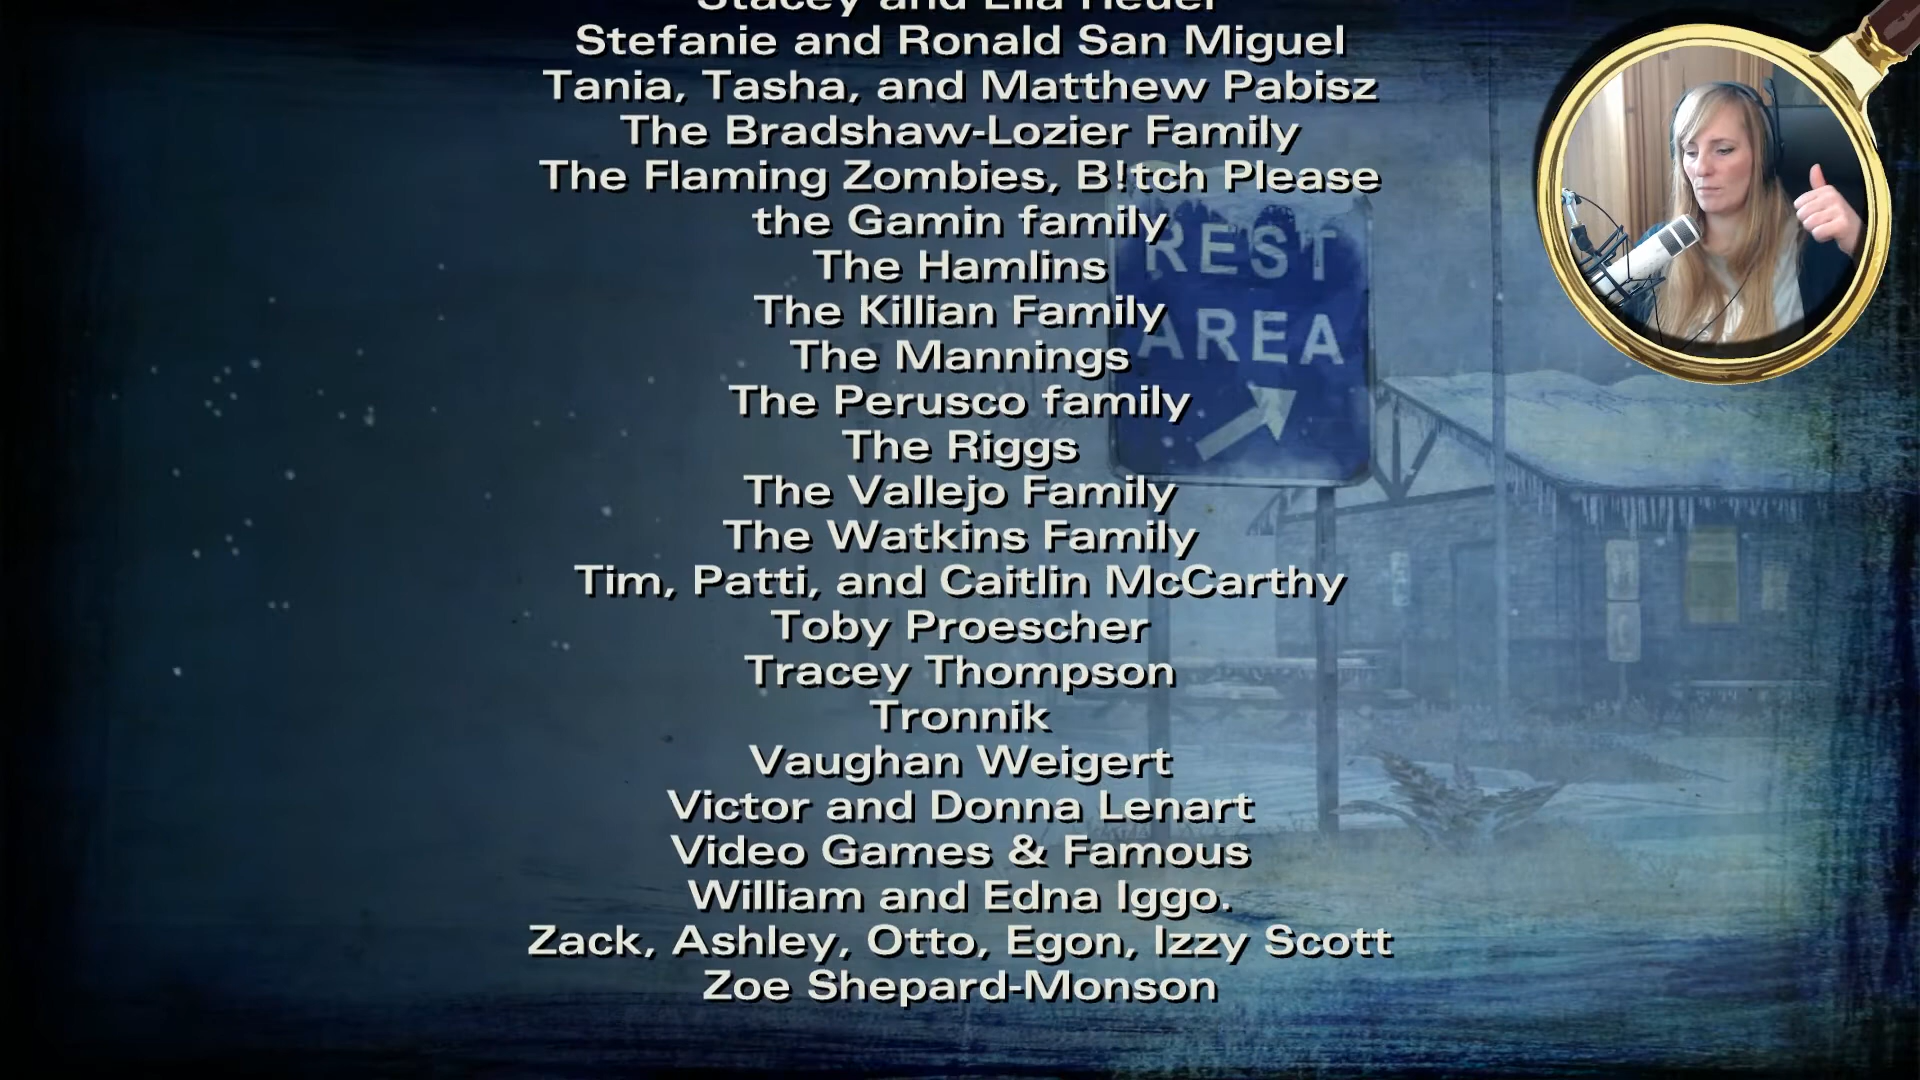 Stefanie and Ronald San Miguel
Tania, Tasha, and Matthew Pabisz
The Bradshaw-Lozier Family
The Flaming Zombies, B!tch Please
the Gamin family
The Hamlins
The Killian Family
The Mannings
The Perusco family
The Riggs
The Vallejo Family
The Watkins Family
Tim, Patti, and Caitlin McCarthy
Toby Proescher
Tracey Thompson
Tronnik
Vaughan Weigert
Victor and Donna Lenart
Video Games & Famous
William and Edna Iggo.
Zack, Ashley, Otto, Egon, Izzy Scott
Zoe Shepard-Monson
REST
AREA